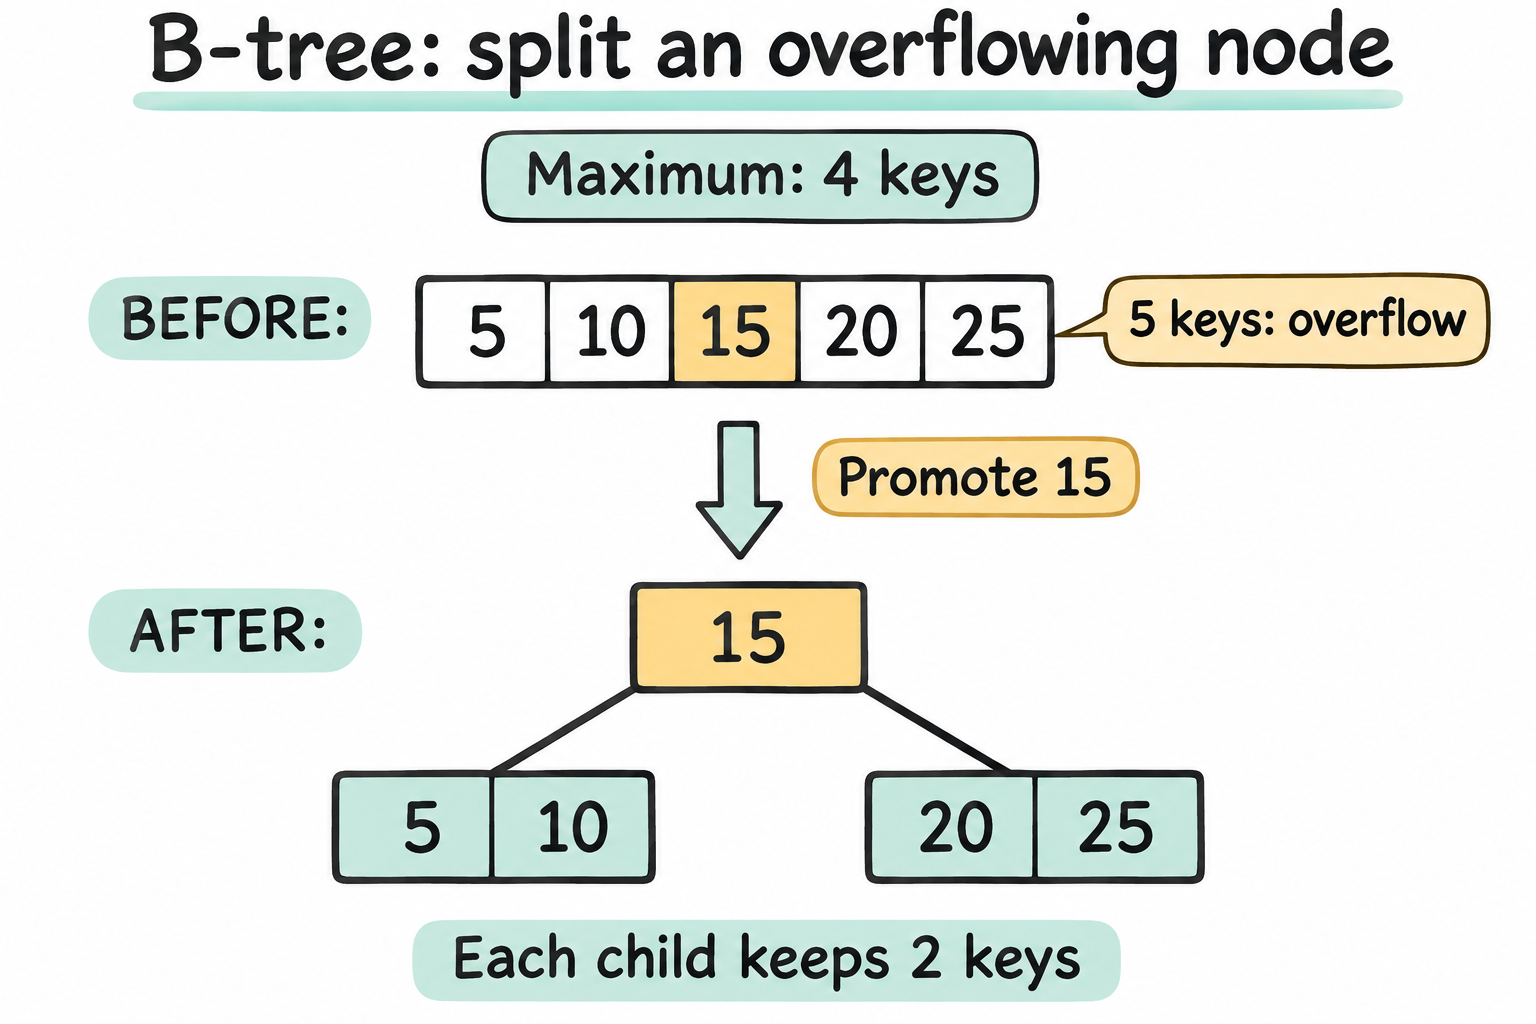 B-tree: split an overflowing node
Maximum: 4 keys
BEFORE: 5 10 15 20 25 5 keys: overflow
Promote 15
AFTER: 15
5 10 20 25
Each child keeps 2 keys